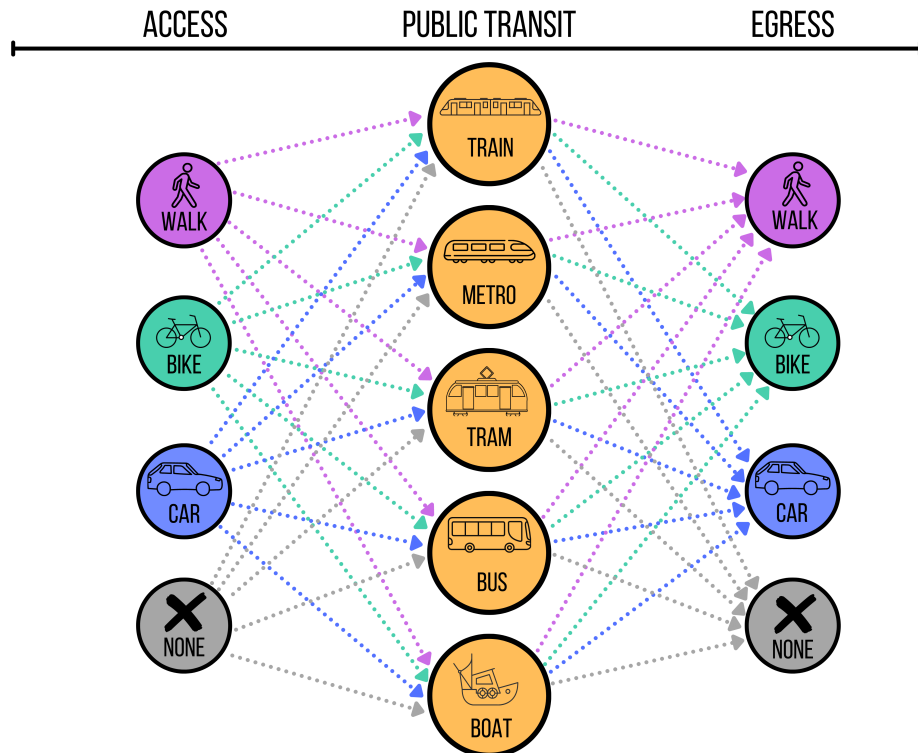 ACCESS
PUBLIC TRANSIT
EGRESS
TRAIN
WALK
WALK
METRO
BIKE
BIKE
TRAM
CAR
CAR
BUS
NONE
NONE
BOAT